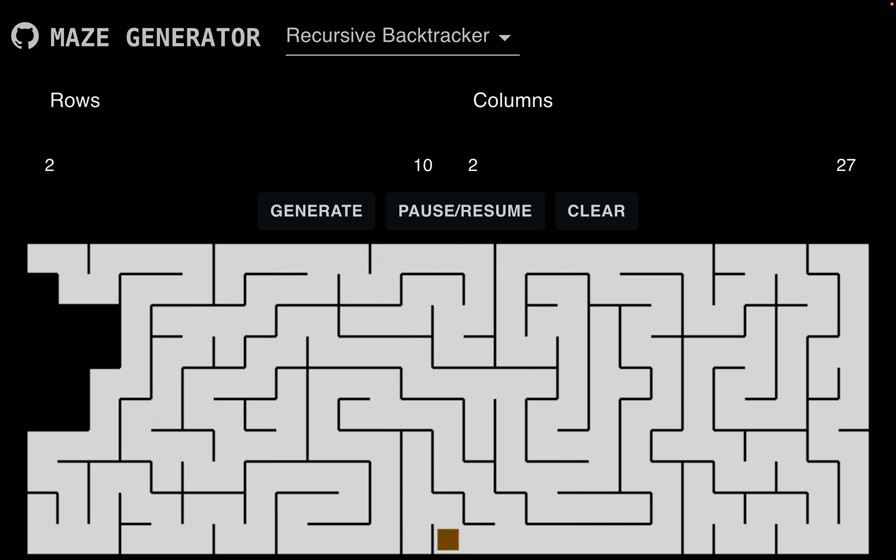 MAZE GENERATOR Recursive Backtracker
Rows Columns
2 10 2 27
GENERATE PAUSE/RESUME CLEAR